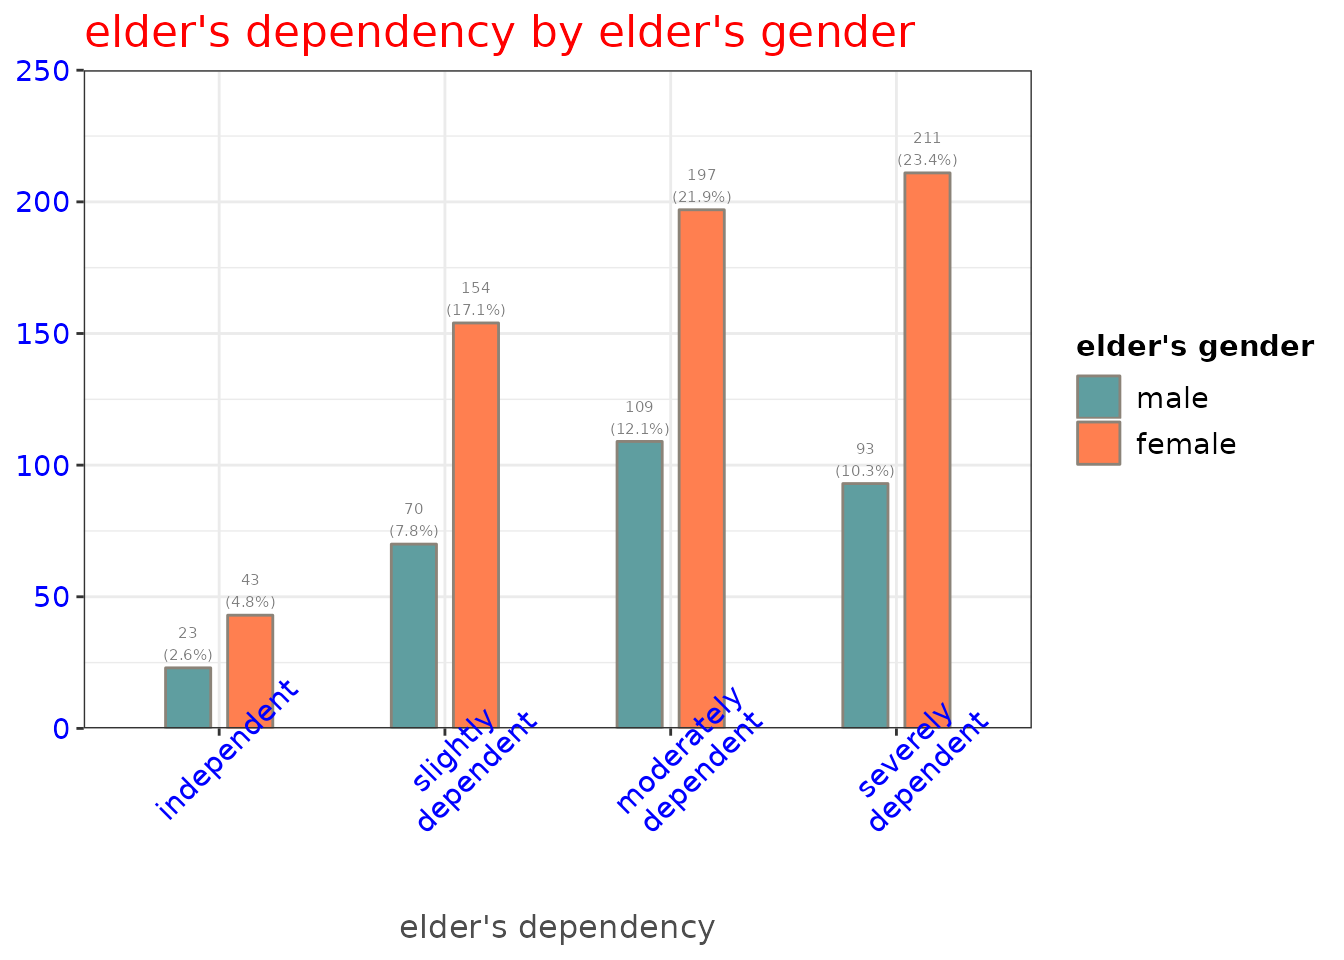 elder's dependency by elder's gender
250
200
150
100
50
0
23
(2.6%)
43
(4.8%)
70
(7.8%)
154
(17.1%)
109
(12.1%)
197
(21.9%)
93
(10.3%)
211
(23.4%)
independent
slightly
dependent
moderately
dependent
severely
dependent
elder's dependency
elder's gender
male
female